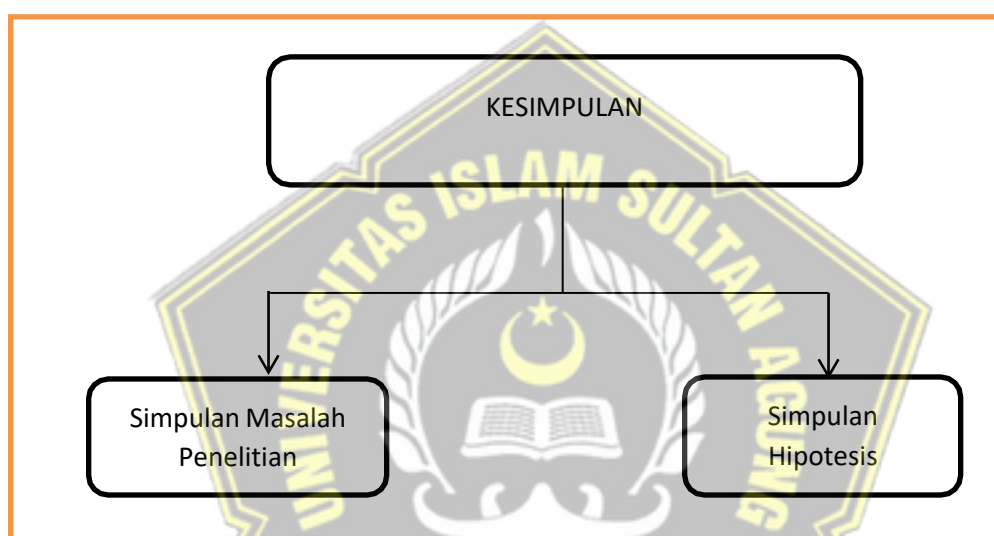 KESIMPULAN
UNIVERSITAS ISLAM SULTAN AGUNG
Simpulan Masalah
Penelitian
Simpulan
Hipotesis